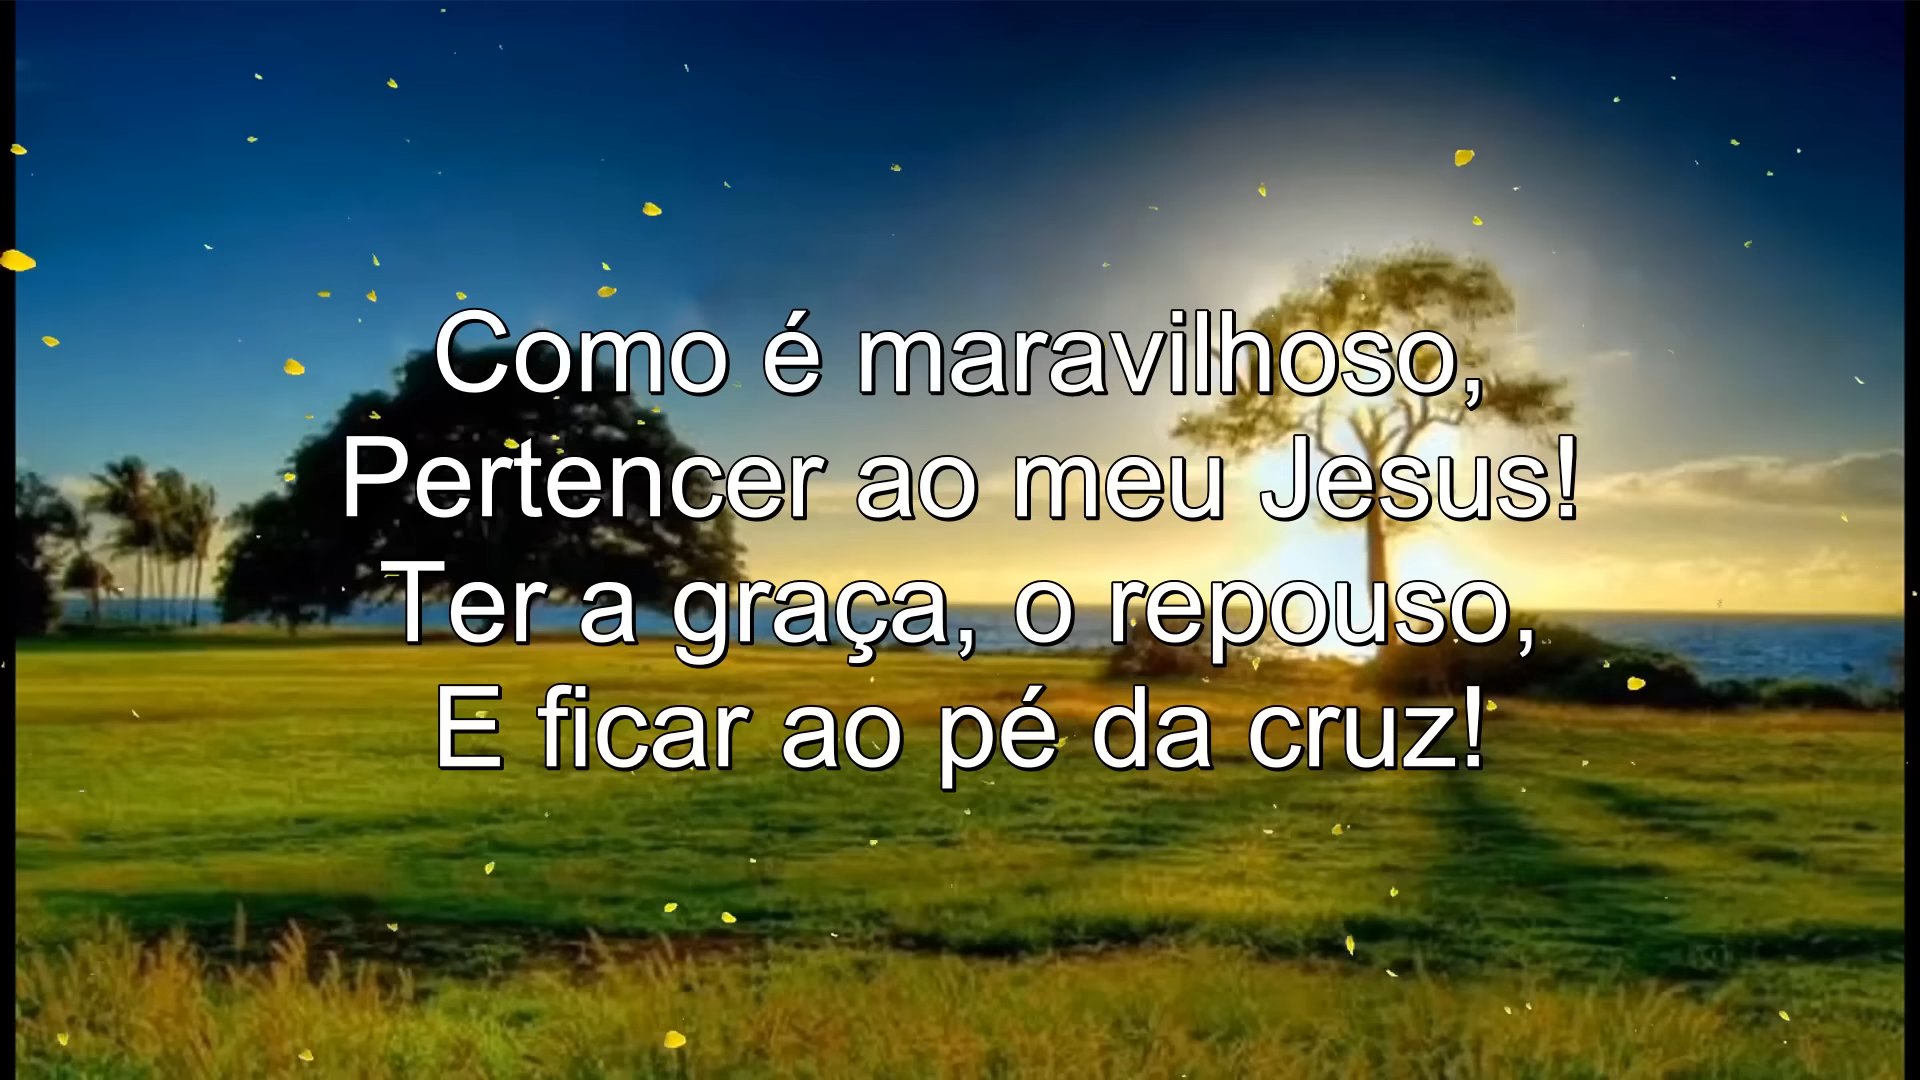 Como é maravilhoso,
Pertencer ao meu Jesus!
Ter a graça, o repouso,
E ficar ao pé da cruz!